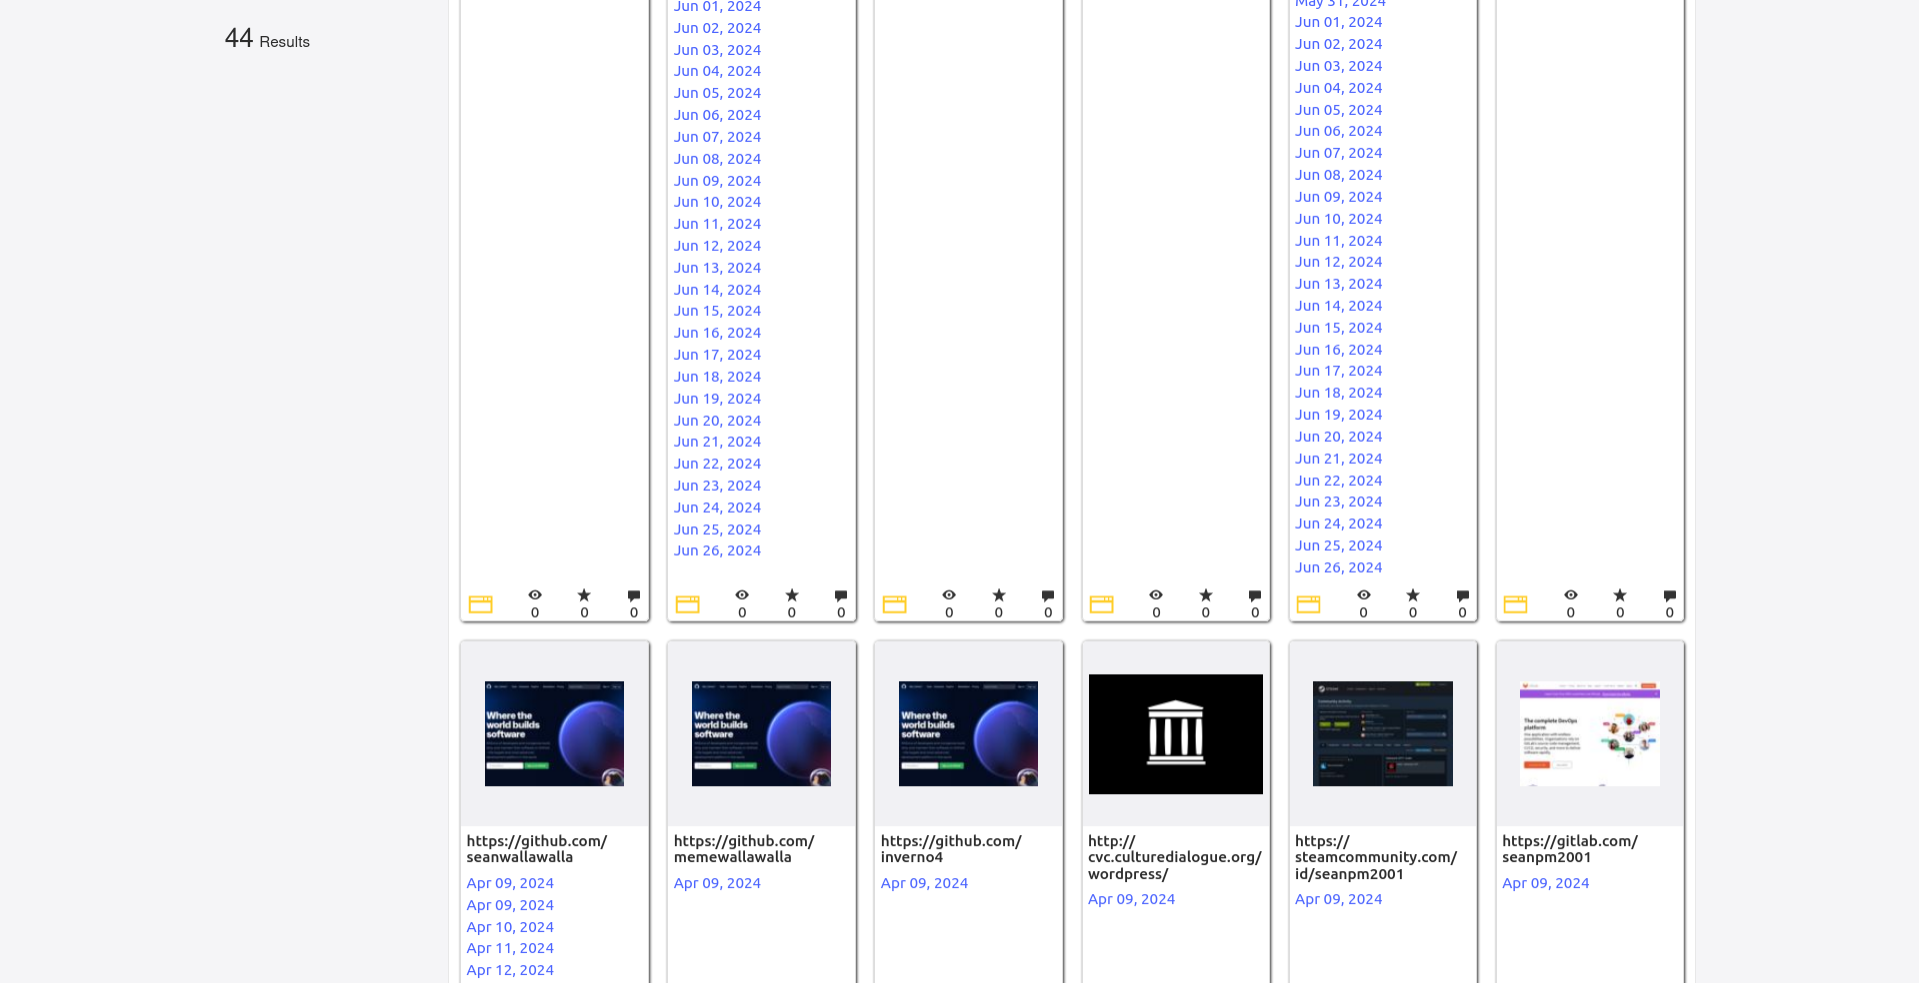 44 Results
Jun 01, 2024
Jun 02, 2024
Jun 03, 2024
Jun 04, 2024
Jun 05, 2024
Jun 06, 2024
Jun 07, 2024
Jun 08, 2024
Jun 09, 2024
Jun 10, 2024
Jun 11, 2024
Jun 12, 2024
Jun 13, 2024
Jun 14, 2024
Jun 15, 2024
Jun 16, 2024
Jun 17, 2024
Jun 18, 2024
Jun 19, 2024
Jun 20, 2024
Jun 21, 2024
Jun 22, 2024
Jun 23, 2024
Jun 24, 2024
Jun 25, 2024
Jun 26, 2024
May 31, 2024
Jun 01, 2024
Jun 02, 2024
Jun 03, 2024
Jun 04, 2024
Jun 05, 2024
Jun 06, 2024
Jun 07, 2024
Jun 08, 2024
Jun 09, 2024
Jun 10, 2024
Jun 11, 2024
Jun 12, 2024
Jun 13, 2024
Jun 14, 2024
Jun 15, 2024
Jun 16, 2024
Jun 17, 2024
Jun 18, 2024
Jun 19, 2024
Jun 20, 2024
Jun 21, 2024
Jun 22, 2024
Jun 23, 2024
Jun 24, 2024
Jun 25, 2024
Jun 26, 2024
0 0 0
0 0 0
0 0 0
0 0 0
0 0 0
0 0 0
Where the
world builds
software
https://github.com/
seanwallawalla
Apr 09, 2024
Apr 09, 2024
Apr 10, 2024
Apr 11, 2024
Apr 12, 2024
Where the
world builds
software
https://github.com/
memewallawalla
Apr 09, 2024
Where the
world builds
software
https://github.com/
inverno4
Apr 09, 2024
http://
cvc.culturedialogue.org/
wordpress/
Apr 09, 2024
https://
steamcommunity.com/
id/seanpm2001
Apr 09, 2024
The complete DevOps
platform
https://gitlab.com/
seanpm2001
Apr 09, 2024